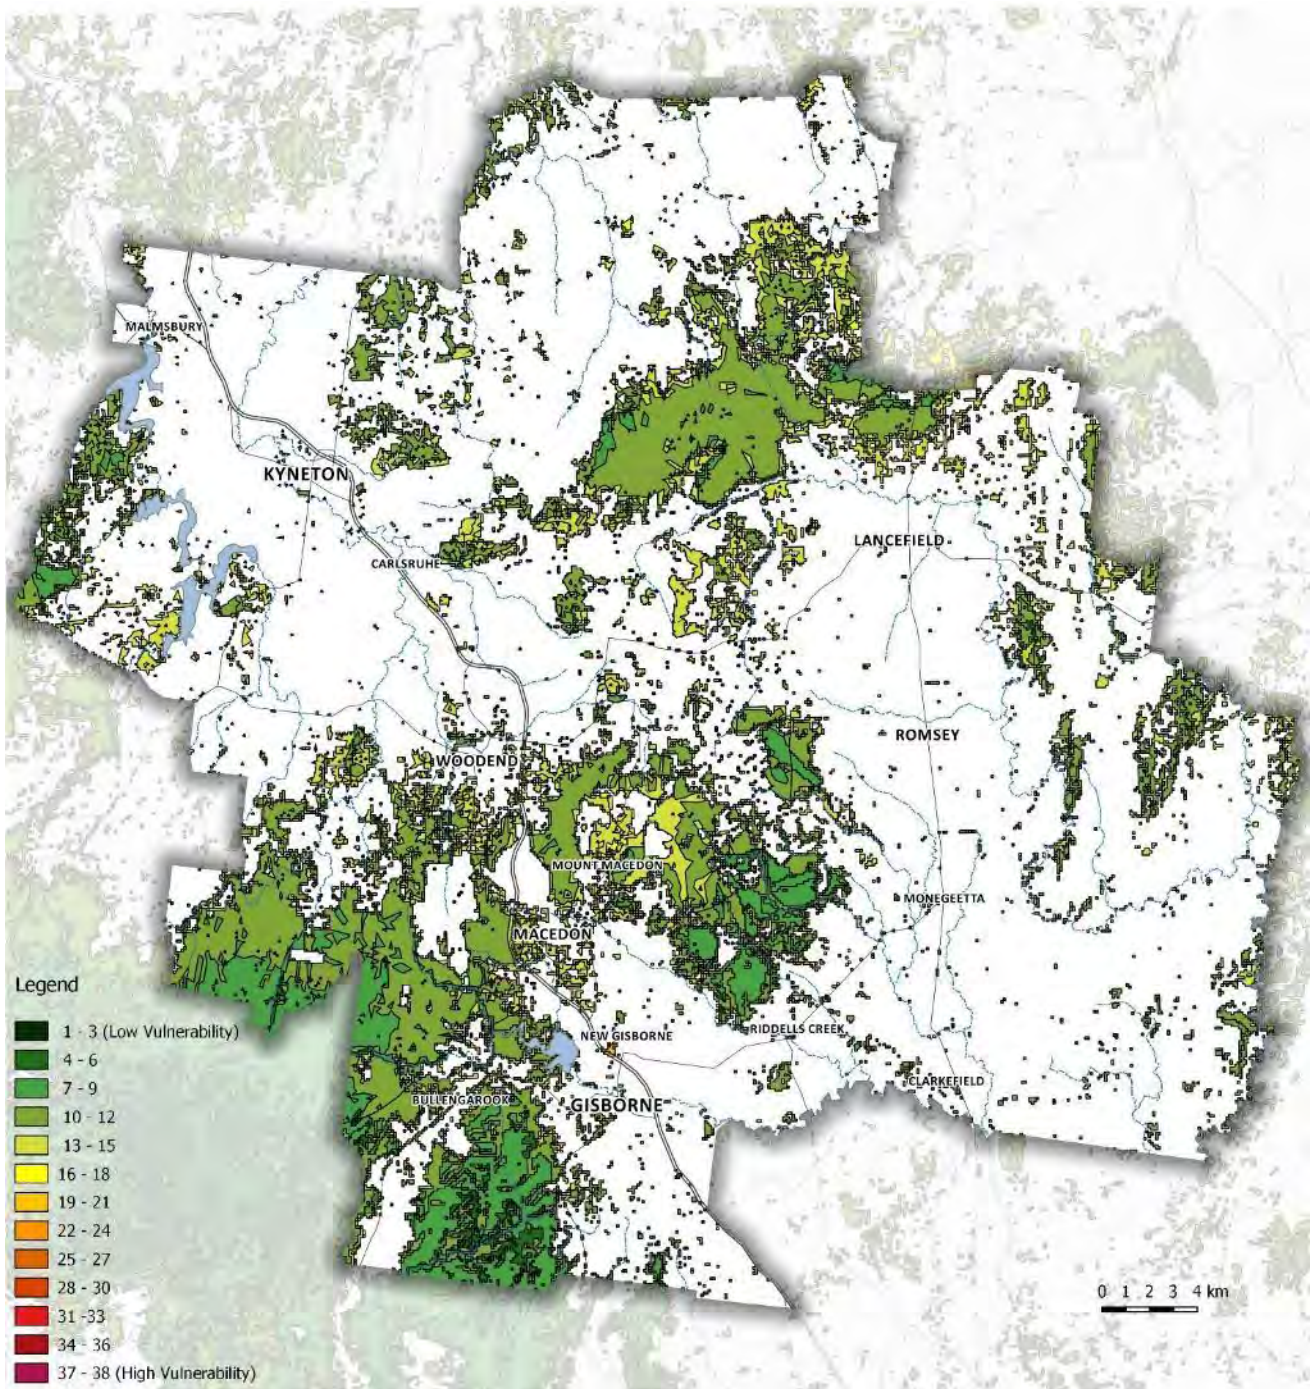 MALMSBURY
KYNETON
CARLSRUHE
LANCEFIELD
ROMSEY
WOODEND
MOUNT MACEDON
MONEGEETTA
MACEDON
NEW GISBORNE
RIDDELLS CREEK
CLARKEFIELD
BULLENGAROOK
GISBORNE
Legend
1 - 3 (Low Vulnerability)
4 - 6
7 - 9
10 - 12
13 - 15
16 - 18
19 - 21
22 - 24
25 - 27
28 - 30
31 -33
34 - 36
37 - 38 (High Vulnerability)
0 1 2 3 4 km